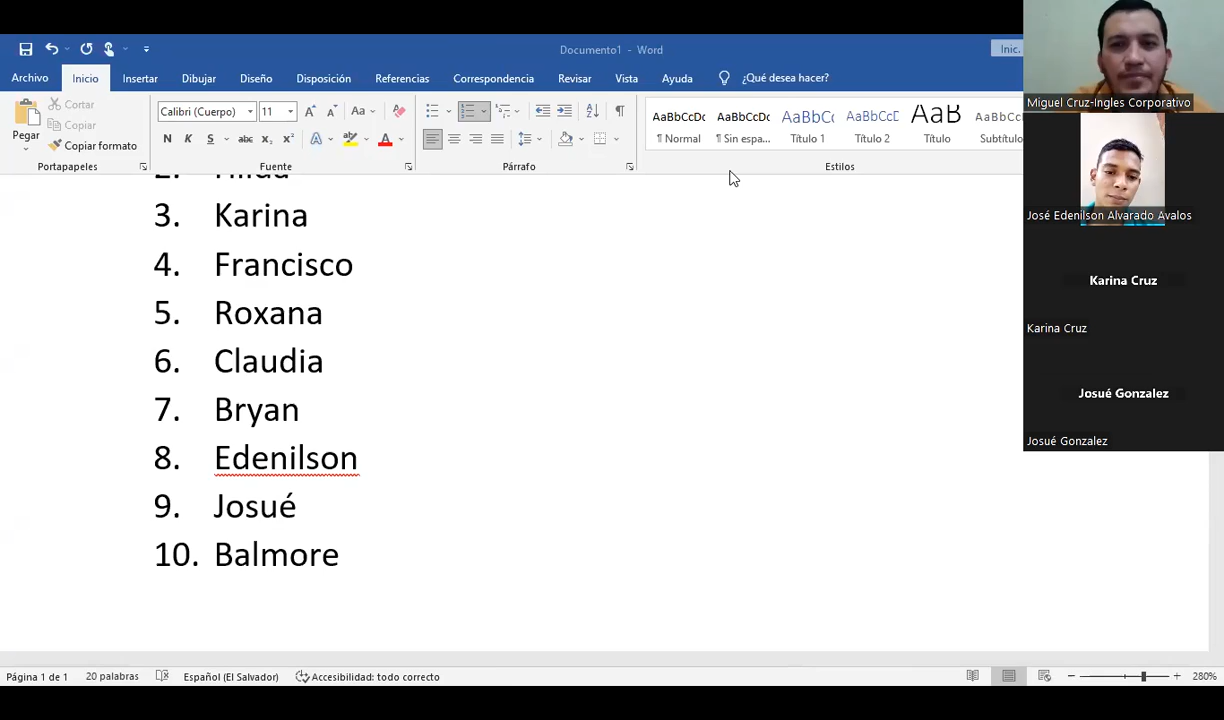 Documento1 - Word
Inic.
Archivo Inicio Insertar Dibujar Diseño Disposición Referencias Correspondencia Revisar Vista Ayuda ¿Qué desea hacer?
Pegar
Cortar
Copiar
Copiar formato
Portapapeles
Calibri (Cuerpo) 11
Aa
N K S abc x₂ x² A A
Fuente
Párrafo
AaBbCcDc AaBbCcDc AaBbCc AaBbCcD AaB AaBbCcD
¶ Normal ¶ Sin espa... Título 1 Título 2 Título Subtítulo
Estilos
2. Hilda
3. Karina
4. Francisco
5. Roxana
6. Claudia
7. Bryan
8. Edenilson
9. Josué
10. Balmore
Miguel Cruz-Ingles Corporativo
José Edenilson Alvarado Avalos
Karina Cruz
Karina Cruz
Josué Gonzalez
Josué Gonzalez
Página 1 de 1 20 palabras Español (El Salvador) Accesibilidad: todo correcto 280%